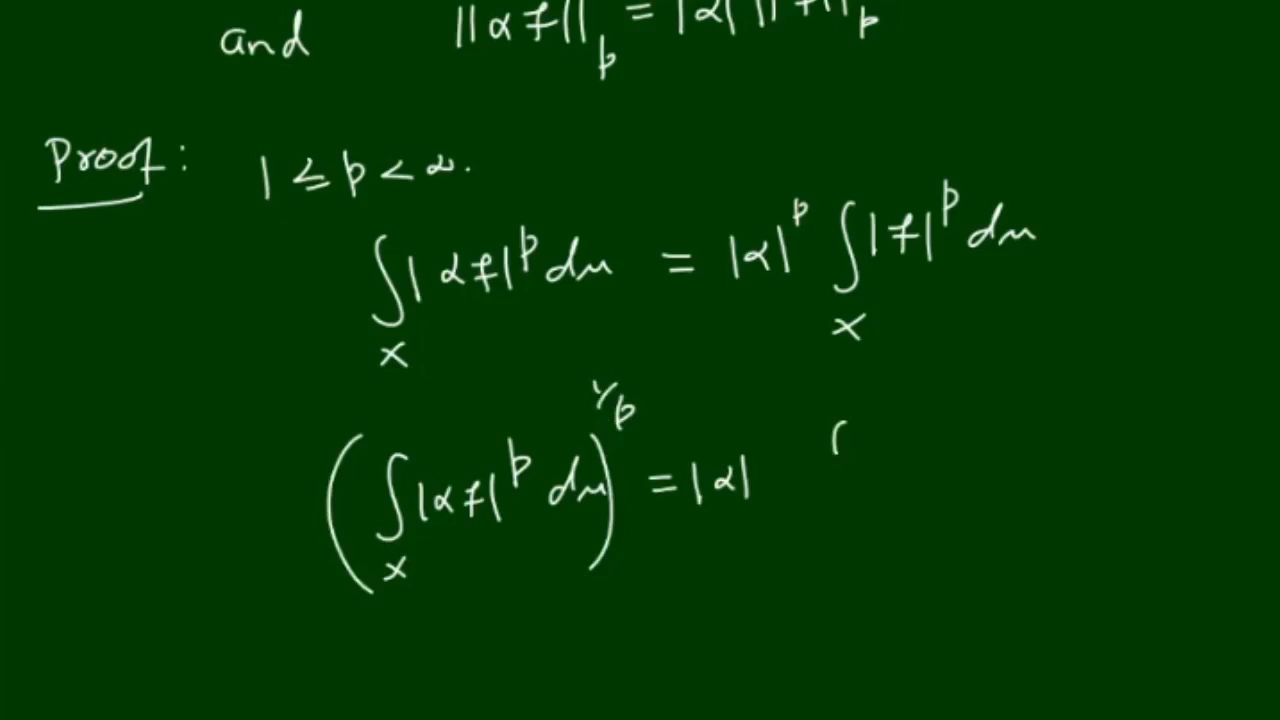 and ||αf||_p = |α| ||f||_p
Proof: 1 ≤ p < ∞.
∫_X |αf|^p dμ = |α|^p ∫_X |f|^p dμ
(∫_X |αf|^p dμ)^{1/p} = |α| (